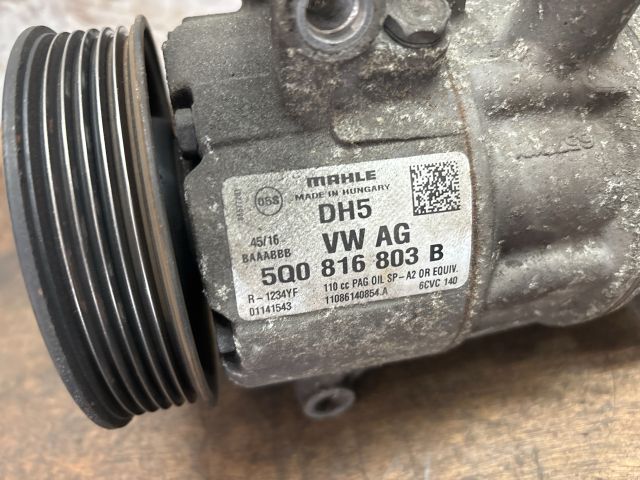 MAHLE
MADE IN HUNGARY
05S
DH5
45/16
BAAABBB
VW AG
5Q0 816 803 B
R-1234YF
110 cc PAG OIL SP-A2 OR EQUIV.
01141543
11086140854.A
6CVC 140